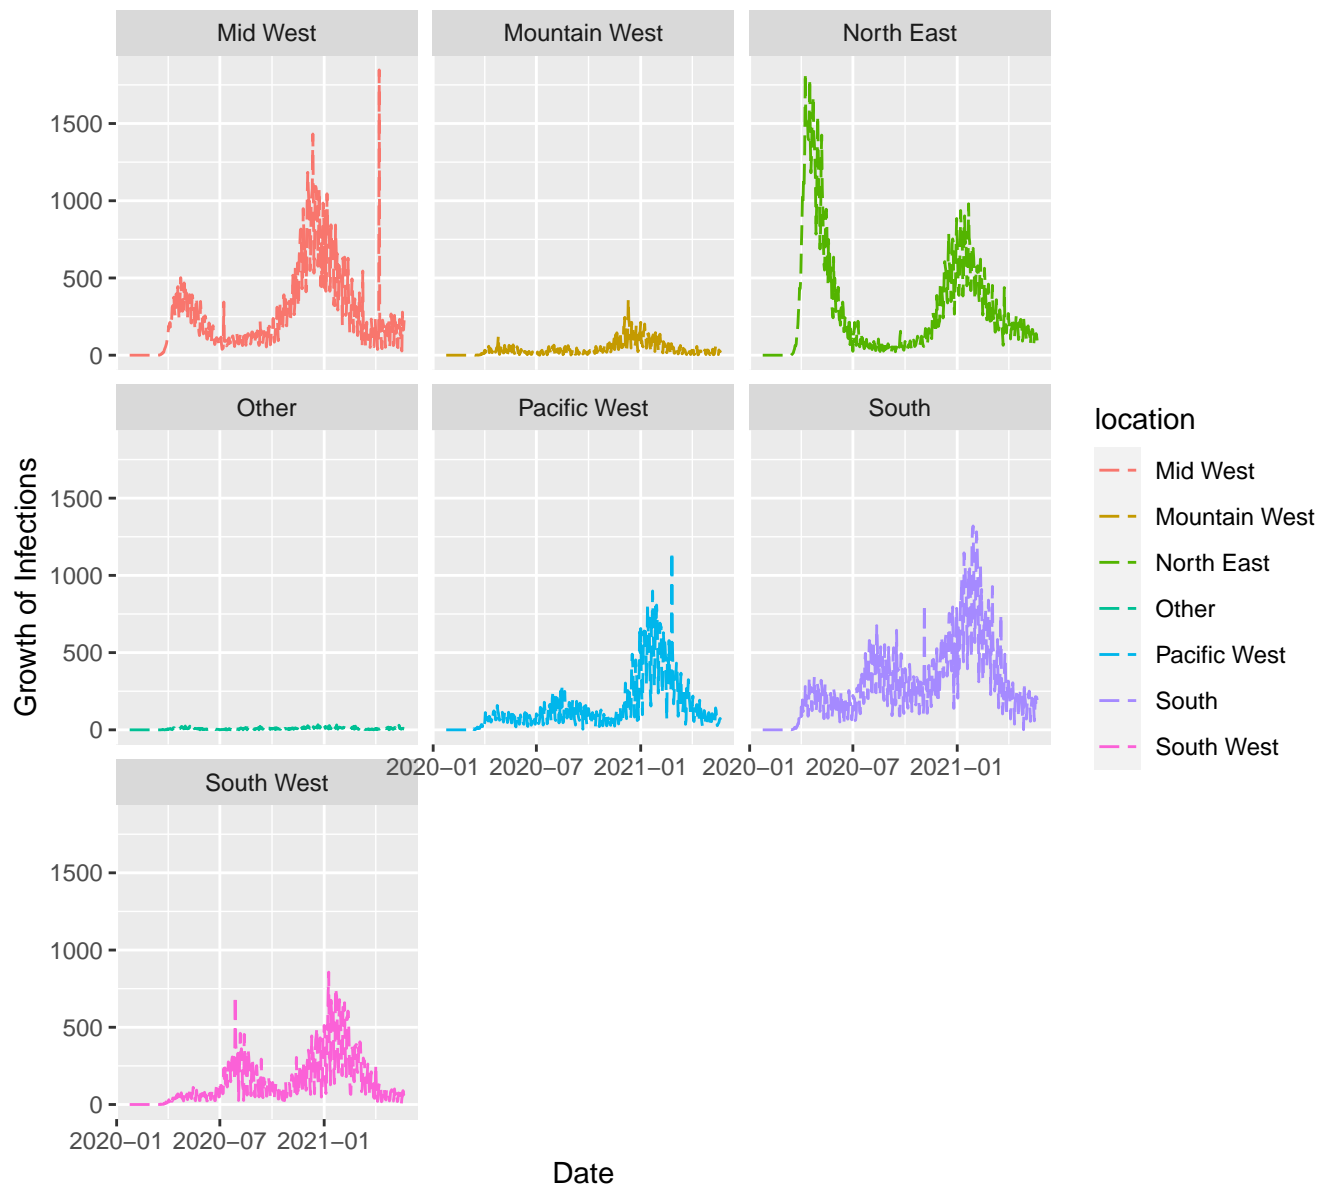 Mid West
Mountain West
North East
1500
1000
500
0
Other
Pacific West
South
1500
1000
500
0
2020−01 2020−07 2021−01 2020−01 2020−07 2021−01
South West
1500
1000
500
0
2020−01 2020−07 2021−01
Date
Growth of Infections
location
Mid West
Mountain West
North East
Other
Pacific West
South
South West